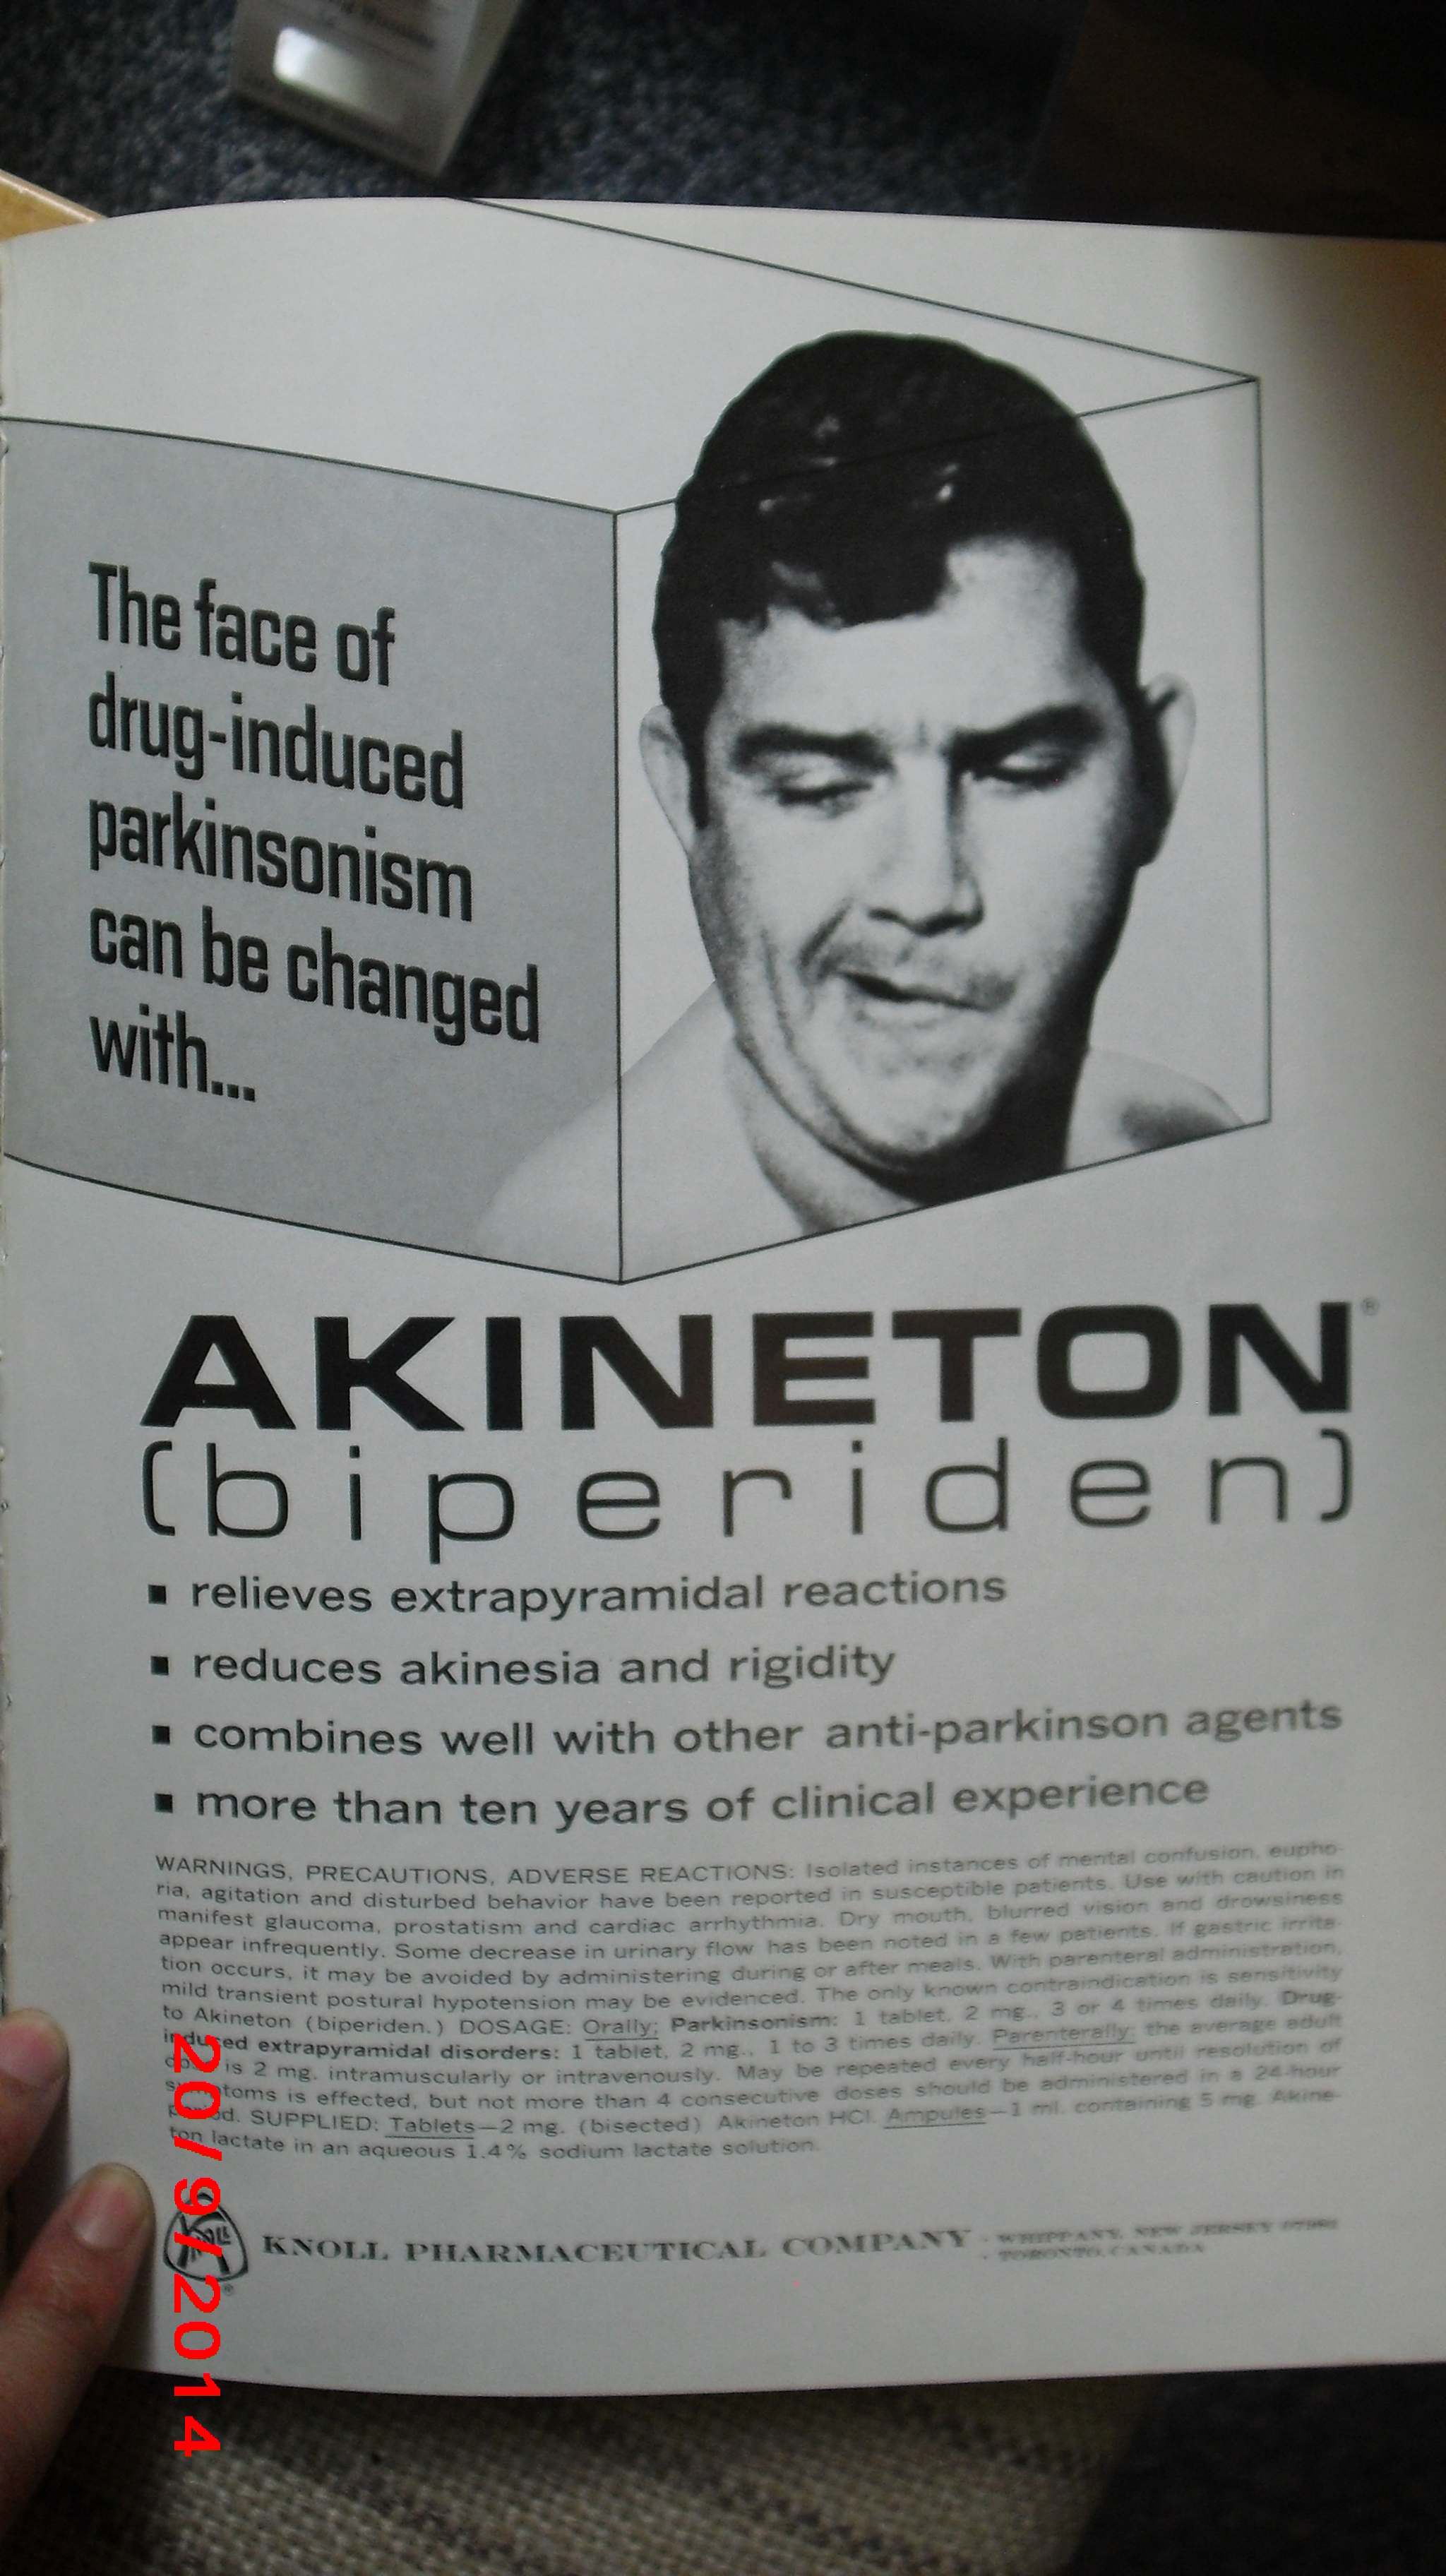 The face of
drug-induced
parkinsonism
can be changed
with...
AKINETON®
(biperiden)
▪ relieves extrapyramidal reactions
▪ reduces akinesia and rigidity
▪ combines well with other anti-parkinson agents
▪ more than ten years of clinical experience
WARNINGS, PRECAUTIONS, ADVERSE REACTIONS: Isolated instances of mental confusion, eupho-
ria, agitation and disturbed behavior have been reported in susceptible patients. Use with caution in
manifest glaucoma, prostatism and cardiac arrhythmia. Dry mouth, blurred vision and drowsiness
appear infrequently. Some decrease in urinary flow has been noted in a few patients. If gastric irrita-
tion occurs, it may be avoided by administering during or after meals. With parenteral administration,
mild transient postural hypotension may be evidenced. The only known contraindication is sensitivity
to Akineton (biperiden.) DOSAGE: Orally: Parkinsonism: 1 tablet, 2 mg., 3 or 4 times daily. Drug-
induced extrapyramidal disorders: 1 tablet, 2 mg., 1 to 3 times daily. Parenterally: the average adult
dose is 2 mg. intramuscularly or intravenously. May be repeated every half-hour until resolution of
symptoms is effected, but not more than 4 consecutive doses should be administered in a 24-hour
period. SUPPLIED: Tablets—2 mg. (bisected) Akineton HCl. Ampules—1 ml. containing 5 mg. Akine-
ton lactate in an aqueous 1.4% sodium lactate solution.
KNOLL PHARMACEUTICAL COMPANY · WHIPPANY, NEW JERSEY
· TORONTO, CANADA
20/9/2014